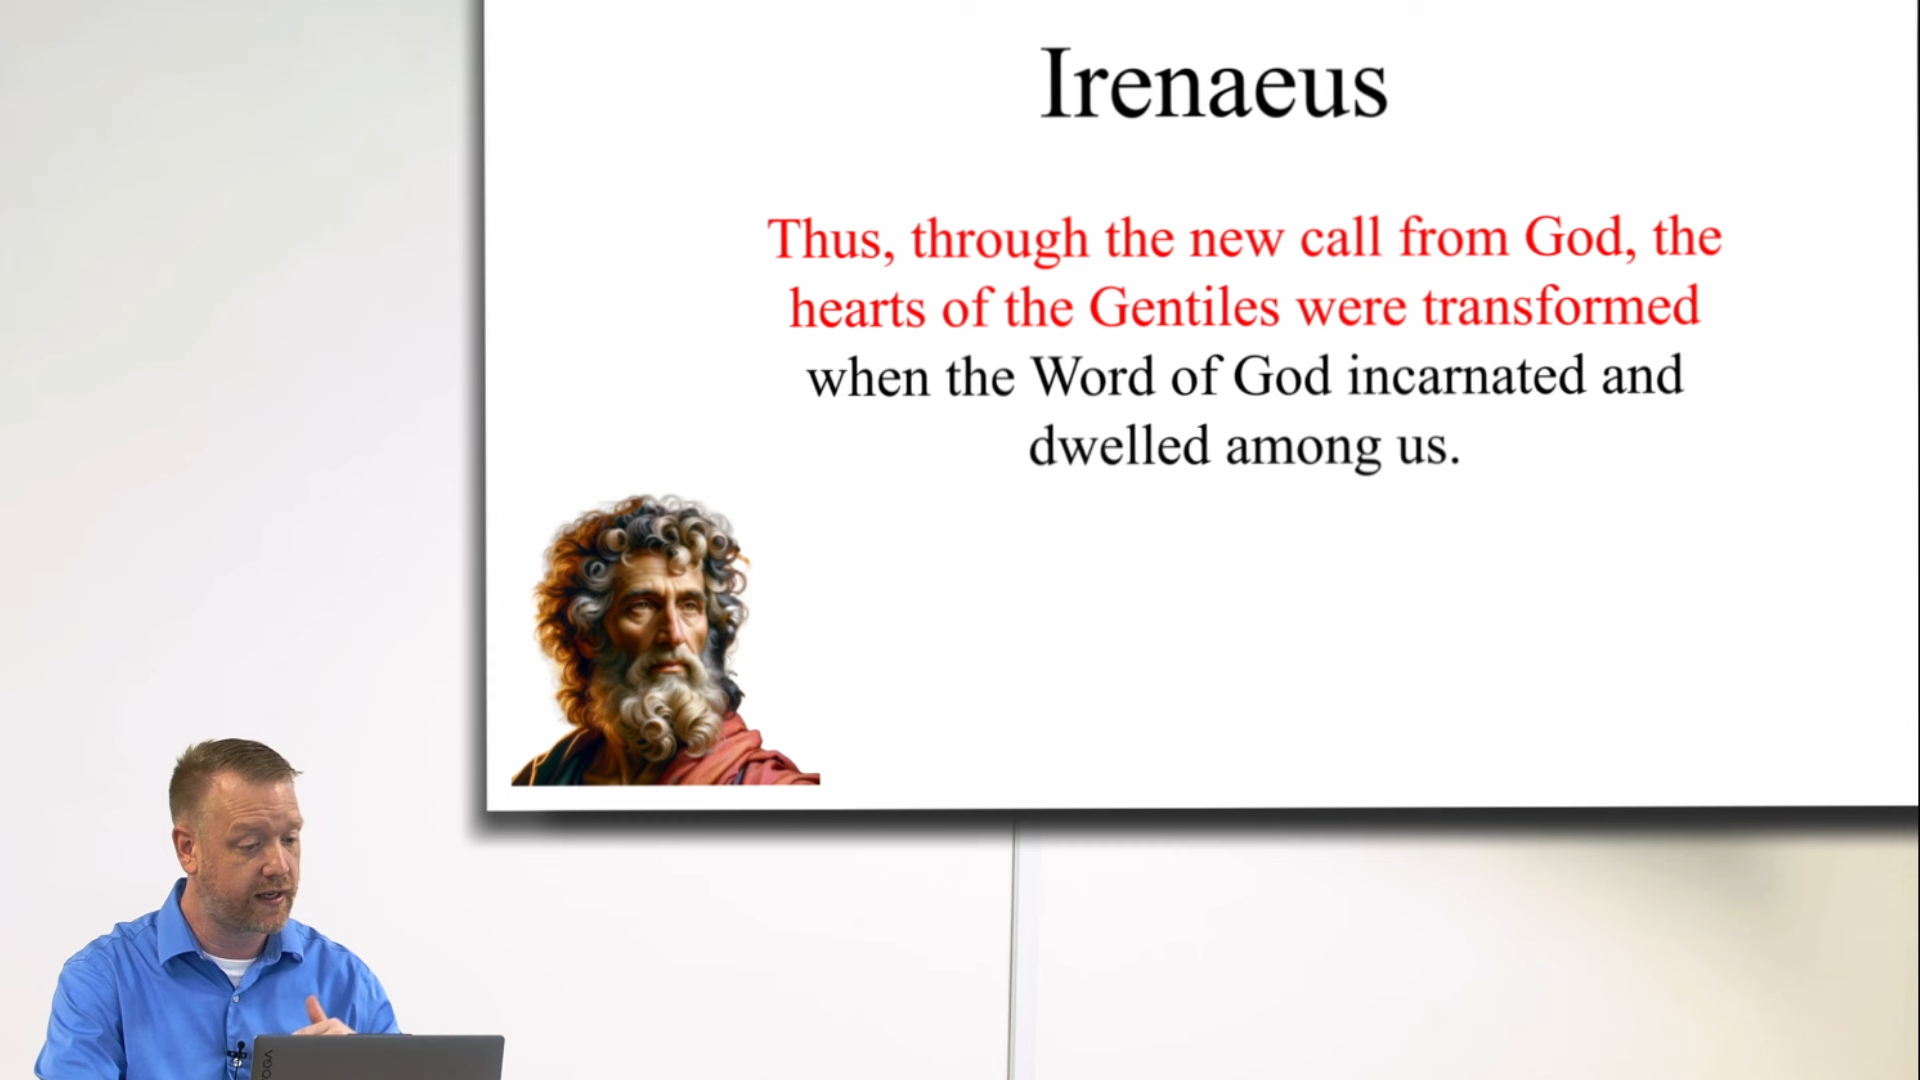 Irenaeus
Thus, through the new call from God, the
hearts of the Gentiles were transformed
when the Word of God incarnated and
dwelled among us.
YOGA